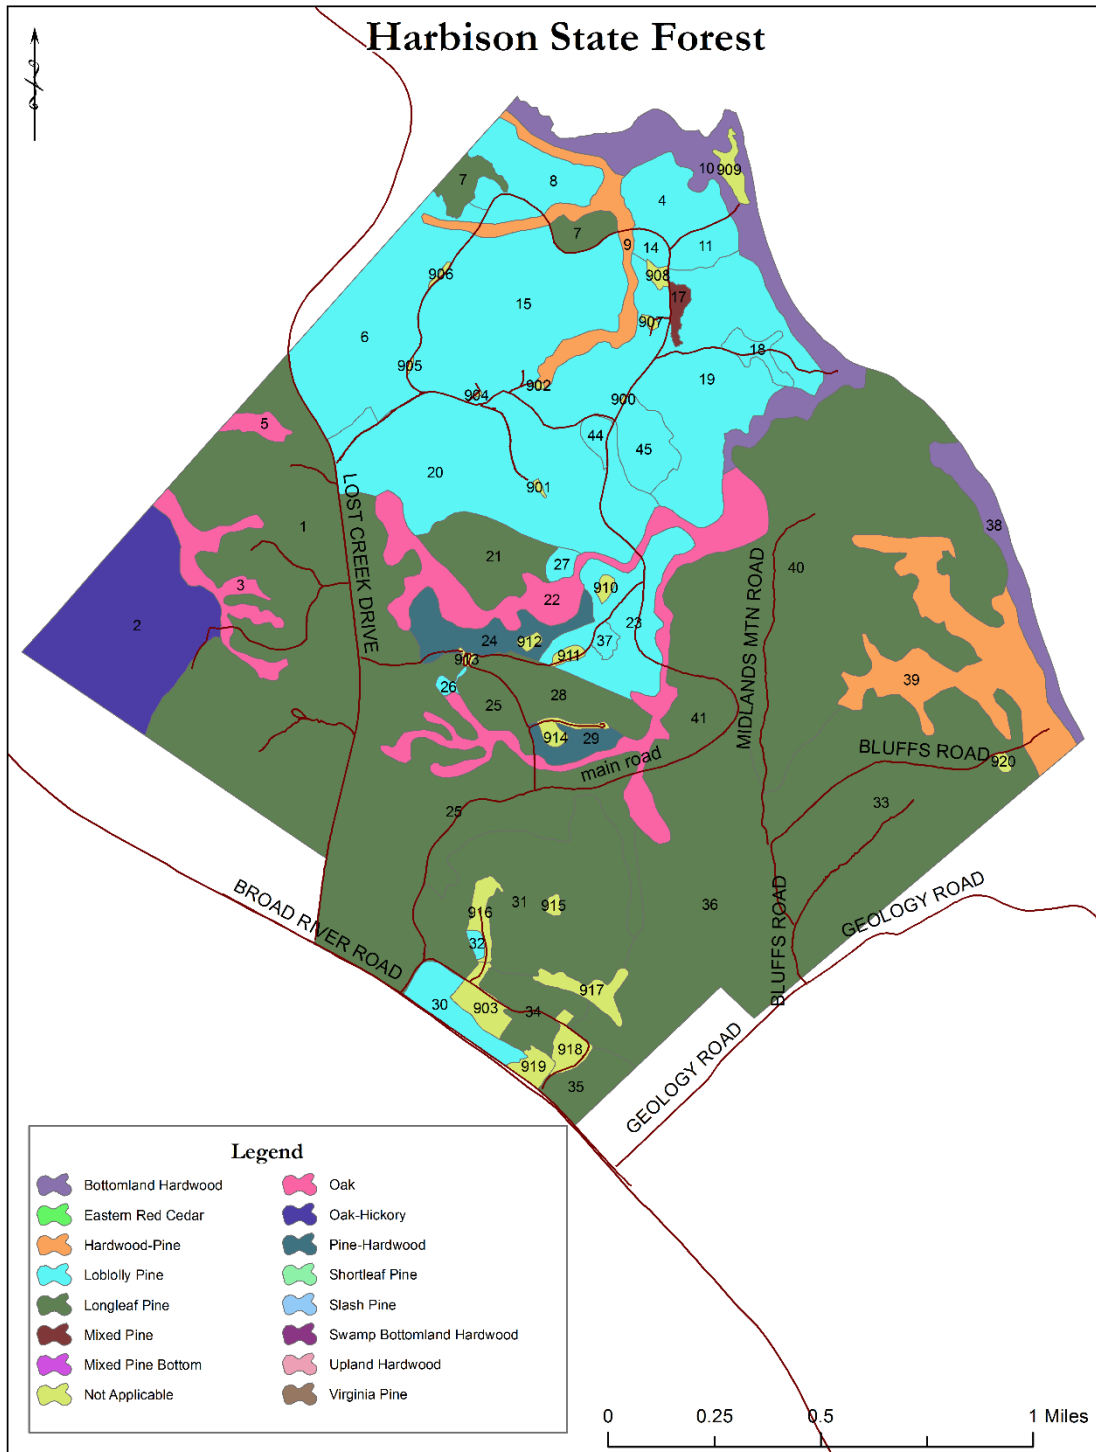 Harbison State Forest
7
8
10
909
4
7
9
14
11
908
906
15
17
907
6
18
905
19
904
902
900
5
44
45
20
901
LOST CREEK DRIVE
1
38
21
27
MIDLANDS MTN ROAD
40
3
910
22
2
23
24
912
37
903
911
39
26
28
25
41
914
29
BLUFFS ROAD
920
main road
25
33
BROAD RIVER ROAD
31
915
916
36
BLUFFS ROAD
GEOLOGY ROAD
32
917
30
903
34
918
919
35
GEOLOGY ROAD
Legend
Bottomland Hardwood
Eastern Red Cedar
Hardwood-Pine
Loblolly Pine
Longleaf Pine
Mixed Pine
Mixed Pine Bottom
Not Applicable
Oak
Oak-Hickory
Pine-Hardwood
Shortleaf Pine
Slash Pine
Swamp Bottomland Hardwood
Upland Hardwood
Virginia Pine
0 0.25 0.5 1 Miles